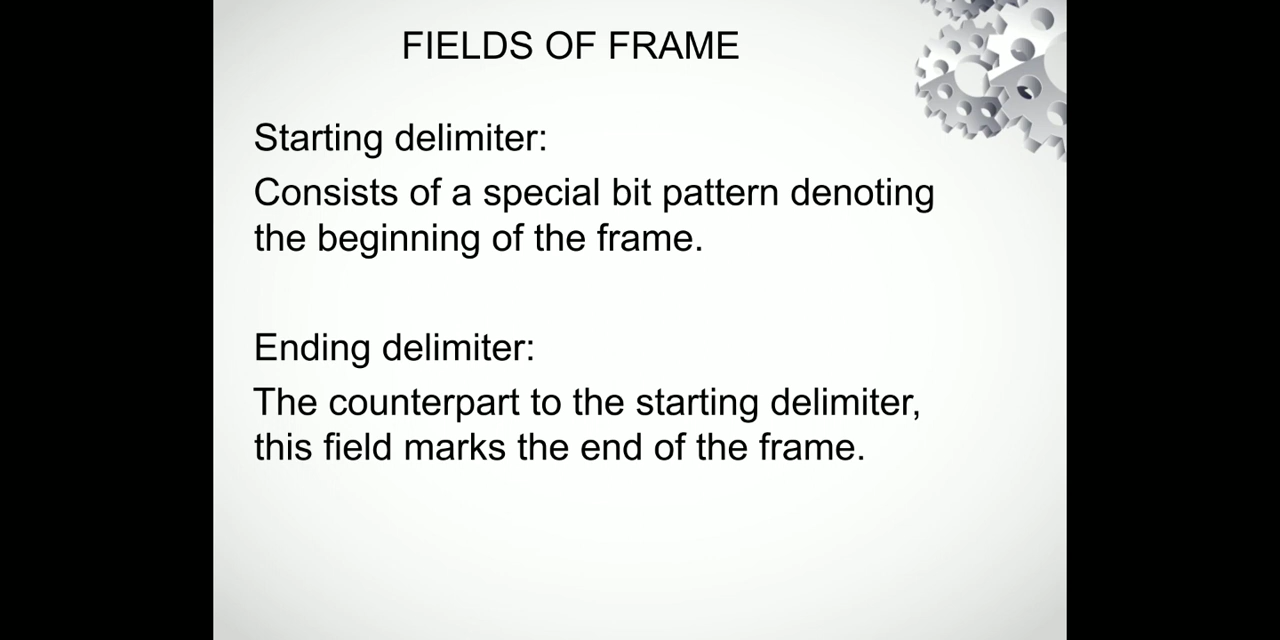 FIELDS OF FRAME
Starting delimiter:
Consists of a special bit pattern denoting
the beginning of the frame.
Ending delimiter:
The counterpart to the starting delimiter,
this field marks the end of the frame.